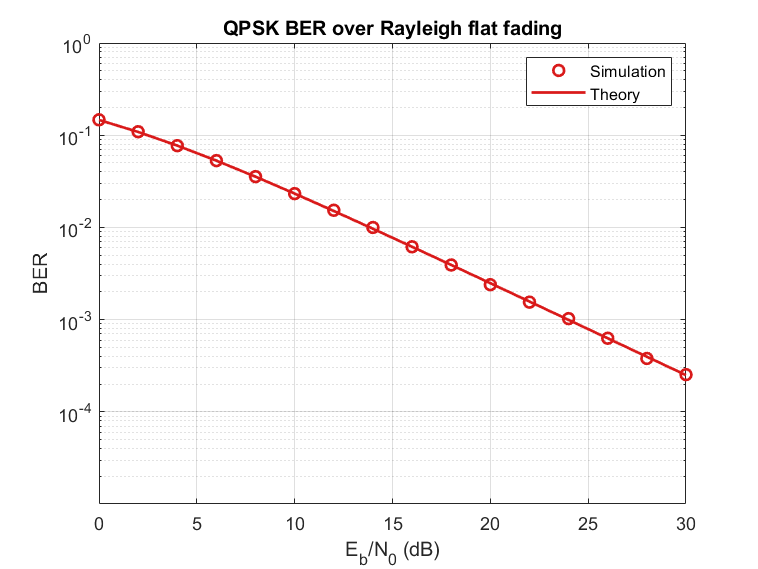 QPSK BER over Rayleigh flat fading
Simulation
Theory
10^0
10^-1
10^-2
10^-3
10^-4
BER
0 5 10 15 20 25 30
E_b/N_0 (dB)